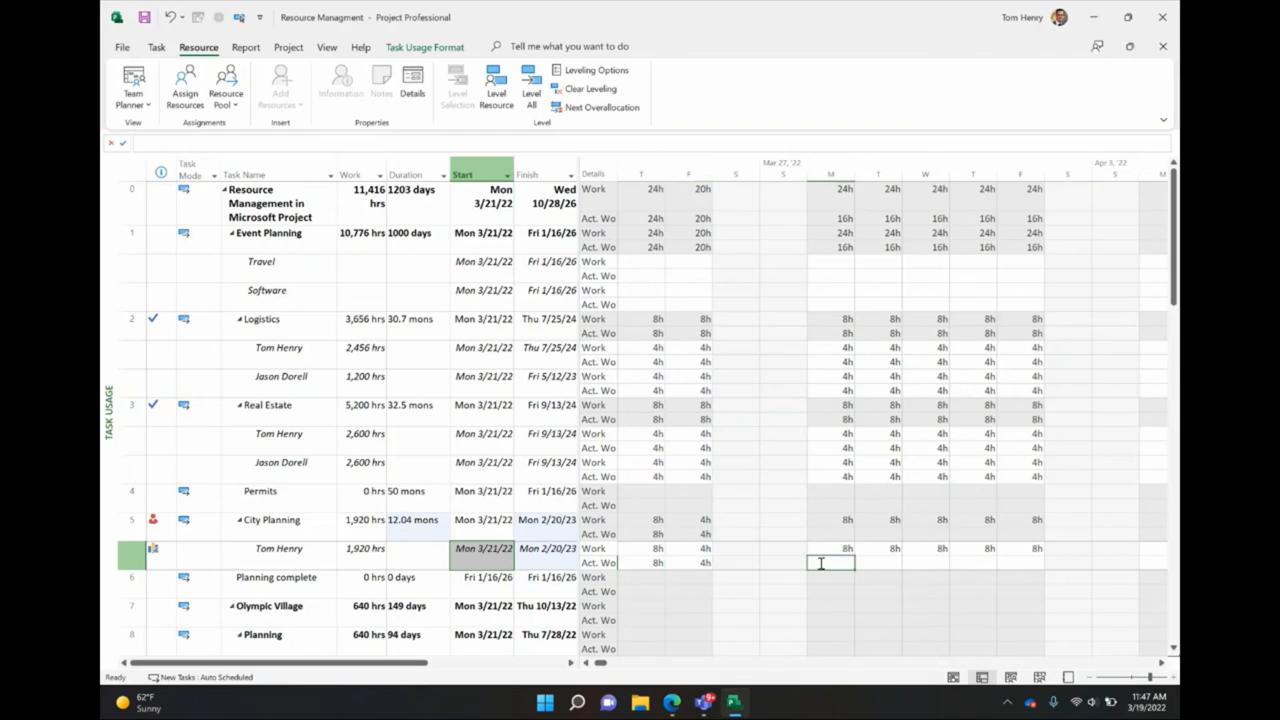 Resource Managment - Project Professional
Tom Henry
File Task Resource Report Project View Help Task Usage Format Tell me what you want to do
Team Planner
View
Assign Resources
Resource Pool
Assignments
Add Resources
Insert
Information
Notes
Details
Properties
Level Selection
Level Resource
Level All
Leveling Options
Clear Leveling
Next Overallocation
Level
Mar 27, '22 Apr 3, '22
Task Mode Task Name Work Duration Start Finish Details T F S S M T W T F S S M
0 Resource Management in Microsoft Project 11,416 hrs 1203 days Mon 3/21/22 Wed 10/28/26 Work 24h 20h 24h 24h 24h 24h 24h
Act. Wo 24h 20h 16h 16h 16h 16h 16h
1 Event Planning 10,776 hrs 1000 days Mon 3/21/22 Fri 1/16/26 Work 24h 20h 24h 24h 24h 24h 24h
Act. Wo 24h 20h 16h 16h 16h 16h 16h
Travel Mon 3/21/22 Fri 1/16/26 Work
Act. Wo
Software Mon 3/21/22 Fri 1/16/26 Work
Act. Wo
2 Logistics 3,656 hrs 30.7 mons Mon 3/21/22 Thu 7/25/24 Work 8h 8h 8h 8h 8h 8h 8h
Act. Wo 8h 8h 8h 8h 8h 8h 8h
Tom Henry 2,456 hrs Mon 3/21/22 Thu 7/25/24 Work 4h 4h 4h 4h 4h 4h 4h
Act. Wo 4h 4h 4h 4h 4h 4h 4h
Jason Dorell 1,200 hrs Mon 3/21/22 Fri 5/12/23 Work 4h 4h 4h 4h 4h 4h 4h
Act. Wo 4h 4h 4h 4h 4h 4h 4h
3 Real Estate 5,200 hrs 32.5 mons Mon 3/21/22 Fri 9/13/24 Work 8h 8h 8h 8h 8h 8h 8h
Act. Wo 8h 8h 8h 8h 8h 8h 8h
Tom Henry 2,600 hrs Mon 3/21/22 Fri 9/13/24 Work 4h 4h 4h 4h 4h 4h 4h
Act. Wo 4h 4h 4h 4h 4h 4h 4h
Jason Dorell 2,600 hrs Mon 3/21/22 Fri 9/13/24 Work 4h 4h 4h 4h 4h 4h 4h
Act. Wo 4h 4h 4h 4h 4h 4h 4h
4 Permits 0 hrs 50 mons Mon 3/21/22 Fri 1/16/26 Work
Act. Wo
5 City Planning 1,920 hrs 12.04 mons Mon 3/21/22 Mon 2/20/23 Work 8h 4h 8h 8h 8h 8h 8h
Act. Wo 8h 4h
Tom Henry 1,920 hrs Mon 3/21/22 Mon 2/20/23 Work 8h 4h 8h 8h 8h 8h 8h
Act. Wo 8h 4h
6 Planning complete 0 hrs 0 days Fri 1/16/26 Fri 1/16/26 Work
Act. Wo
7 Olympic Village 640 hrs 149 days Mon 3/21/22 Thu 10/13/22 Work
Act. Wo
8 Planning 640 hrs 94 days Mon 3/21/22 Thu 7/28/22 Work
Act. Wo
TASK USAGE
Ready New Tasks : Auto Scheduled
62°F
Sunny
11:47 AM
3/19/2022